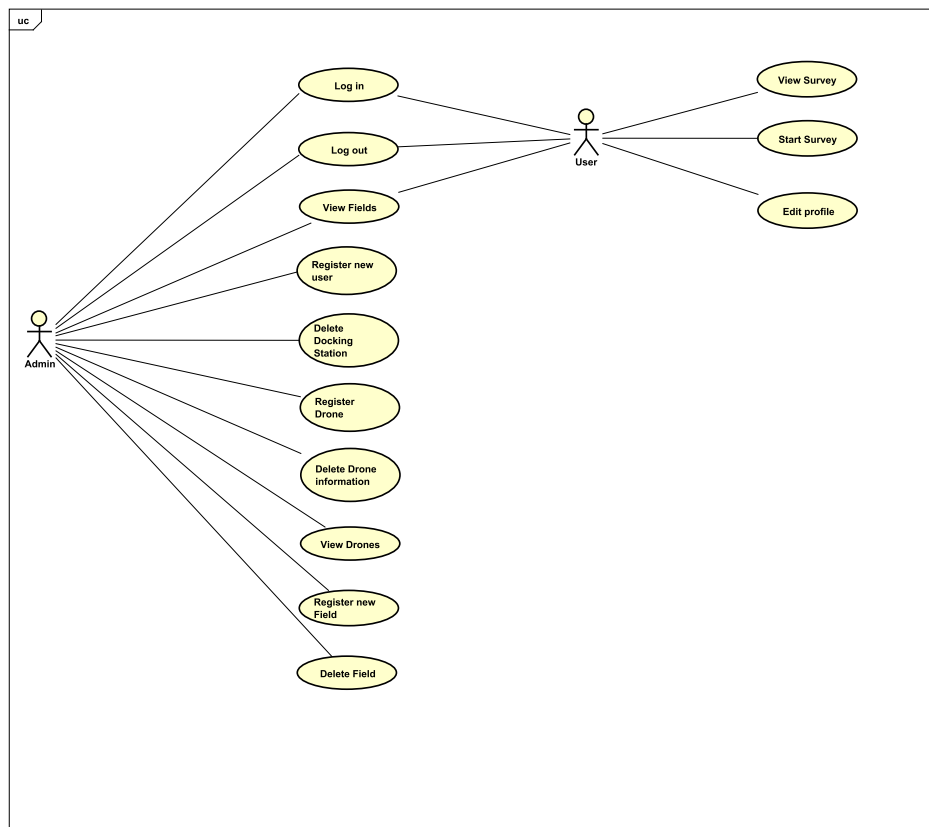 uc
Log in
Log out
View Fields
Register new
user
Delete
Docking
Station
Register
Drone
Delete Drone
information
View Drones
Register new
Field
Delete Field
Admin
User
View Survey
Start Survey
Edit profile